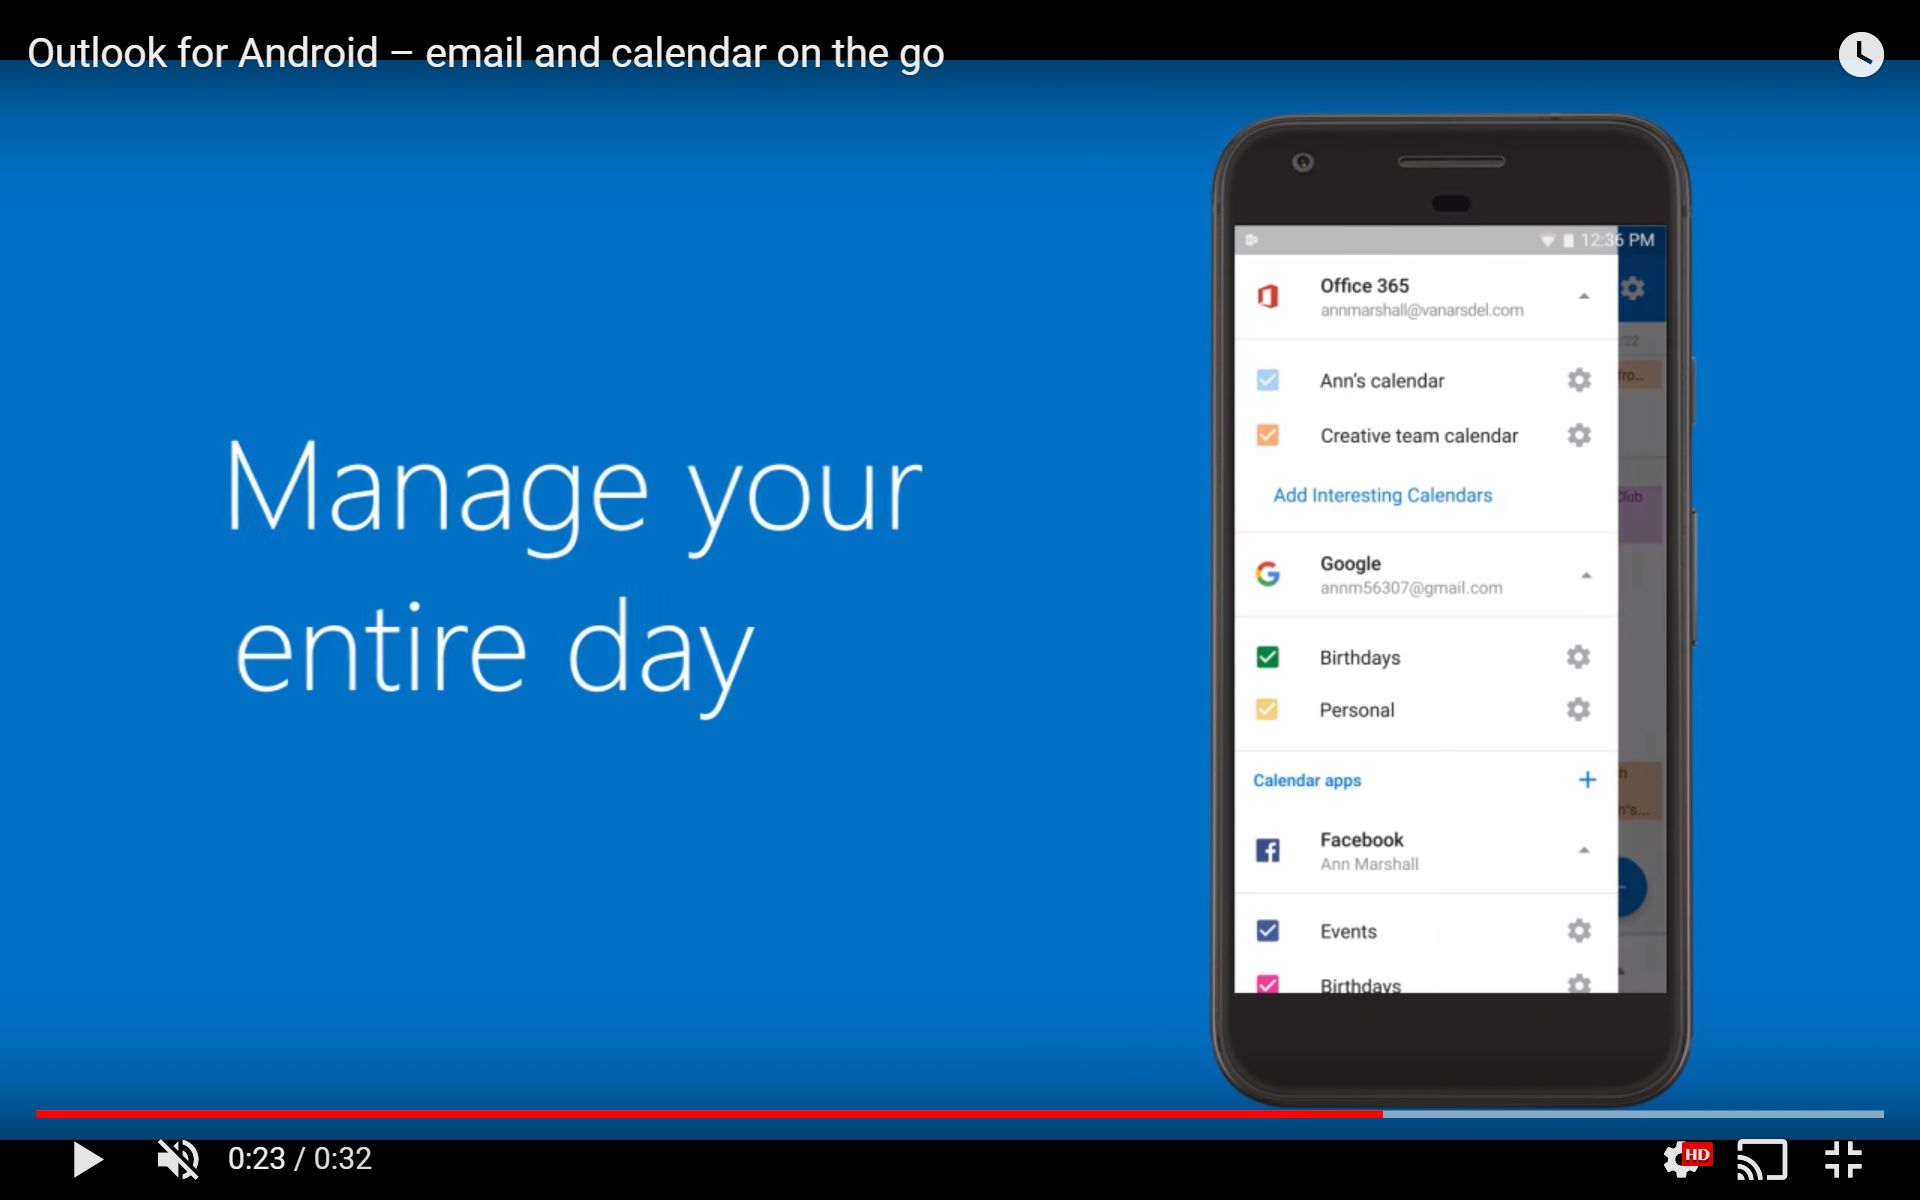 Outlook for Android – email and calendar on the go
12:36 PM
Office 365
annmarshall@vanarsdel.com
Ann's calendar
Creative team calendar
Add Interesting Calendars
Google
annm56307@gmail.com
Birthdays
Personal
Calendar apps
Facebook
Ann Marshall
Events
Birthdays
Manage your
entire day
0:23 / 0:32
HD